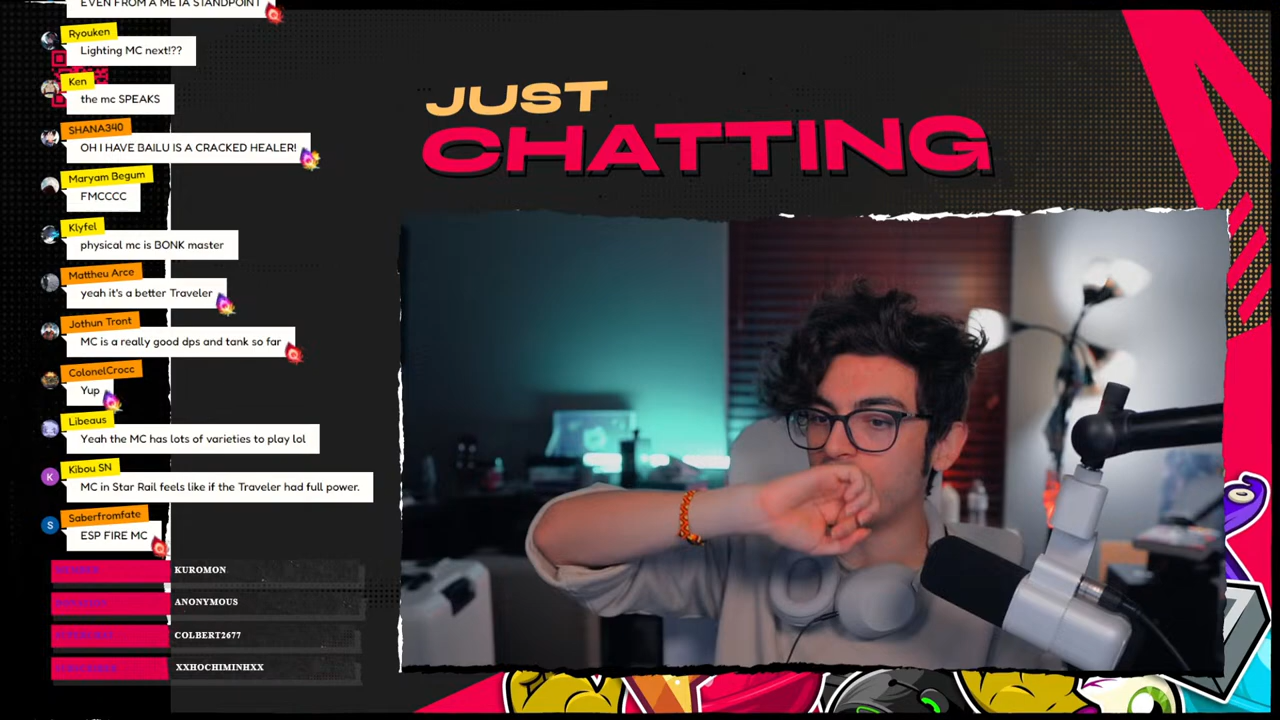 EVEN FROM A META STANDPOINT
Ryouken
Lighting MC next!??
Ken
the mc SPEAKS
SHANA340
OH I HAVE BAILU IS A CRACKED HEALER!
Maryam Begum
FMCCCC
Klyfel
physical mc is BONK master
Mattheu Arce
yeah it's a better Traveler
Jothun Tront
MC is a really good dps and tank so far
ColonelCrocc
Yup
Libeaus
Yeah the MC has lots of varieties to play lol
K
Kibou SN
MC in Star Rail feels like if the Traveler had full power.
S
Saberfromfate
ESP FIRE MC
KUROMON
ANONYMOUS
COLBERT2677
XXHOCHIMINHXX
JUST
CHATTING